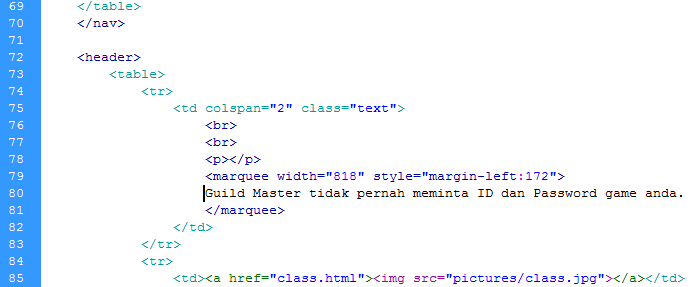 69 </table>
70 </nav>
71
72 <header>
73 <table>
74 <tr>
75 <td colspan="2" class="text">
76 <br>
77 <br>
78 <p></p>
79 <marquee width="818" style="margin-left:172">
80 Guild Master tidak pernah meminta ID dan Password game anda.
81 </marquee>
82 </td>
83 </tr>
84 <tr>
85 <td><a href="class.html"><img src="pictures/class.jpg"></a></td>